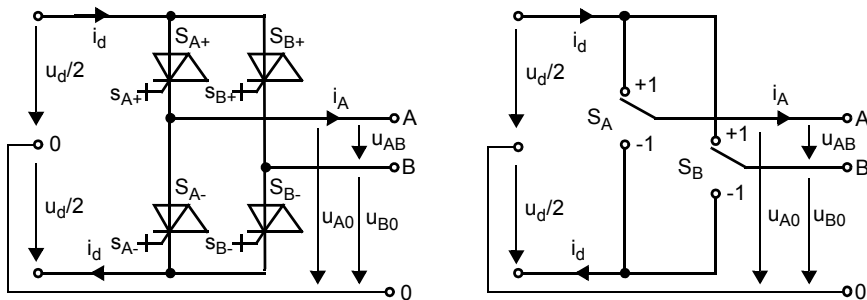 i_d
S_A+
S_B+
u_d/2
s_A+
s_B+
i_A
A
0
u_AB
B
S_A-
S_B-
u_d/2
u_A0
u_B0
s_A-
s_B-
i_d
0
i_d
u_d/2
+1
i_A
A
S_A
+1
u_AB
-1
S_B
B
-1
u_d/2
u_A0
u_B0
i_d
0